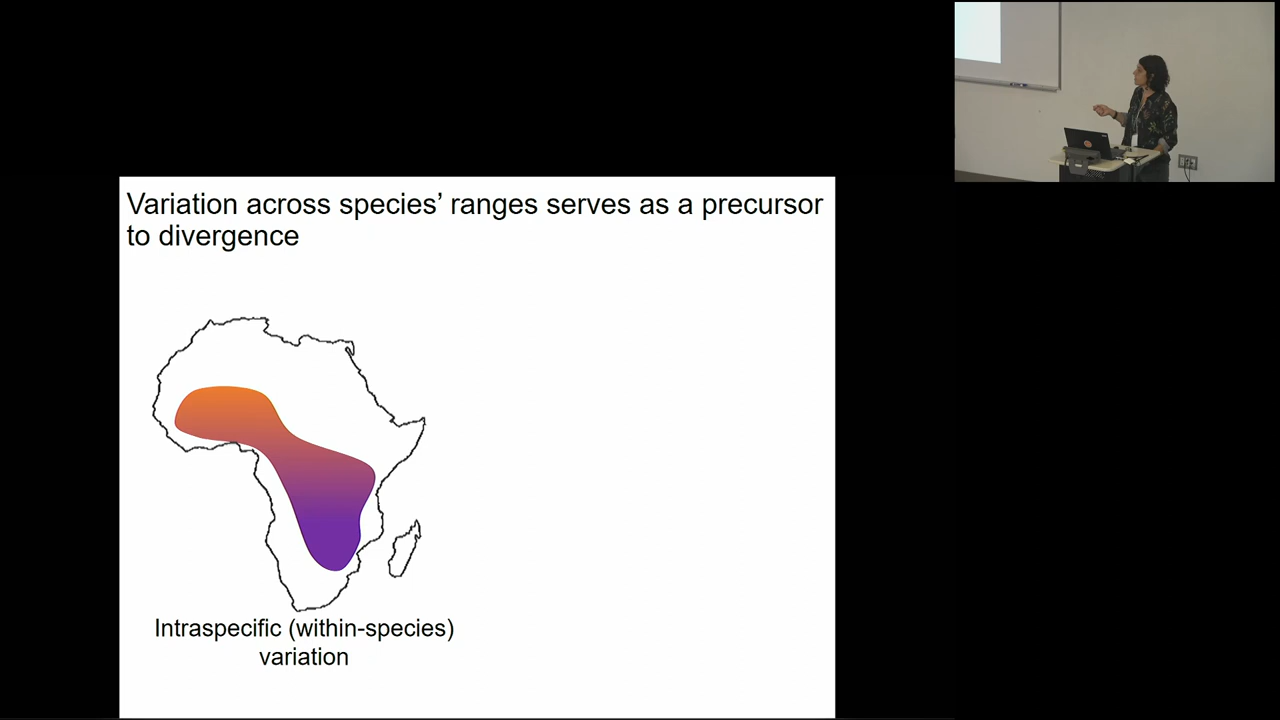 Variation across species’ ranges serves as a precursor
to divergence
Intraspecific (within-species)
variation